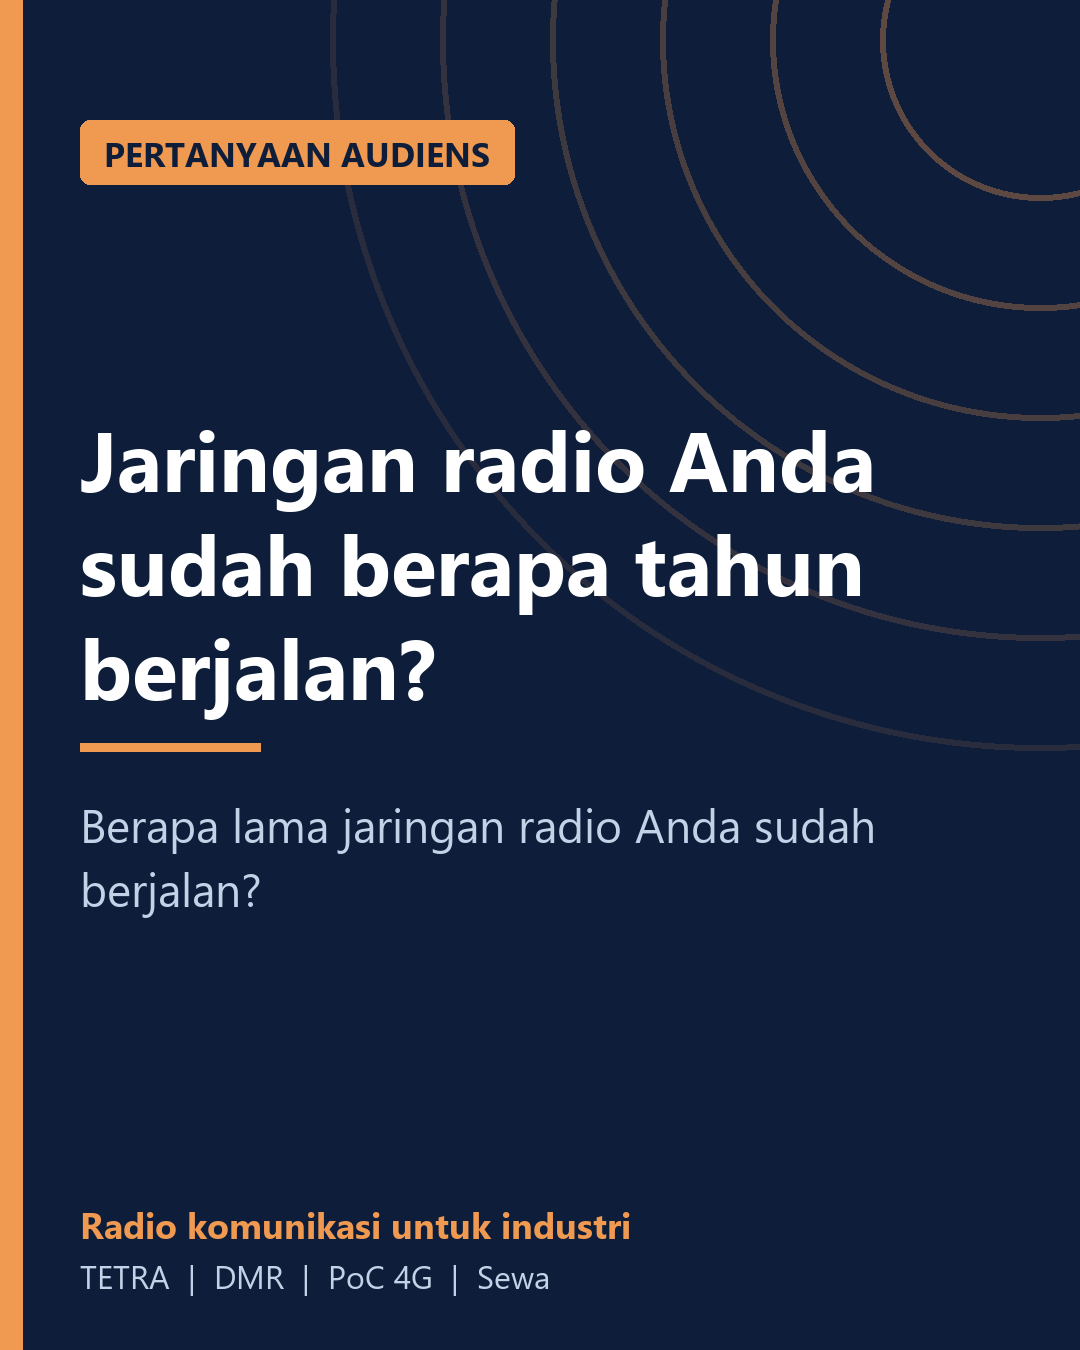 PERTANYAAN AUDIENS
Jaringan radio Anda
sudah berapa tahun
berjalan?
Berapa lama jaringan radio Anda sudah
berjalan?
Radio komunikasi untuk industri
TETRA | DMR | PoC 4G | Sewa